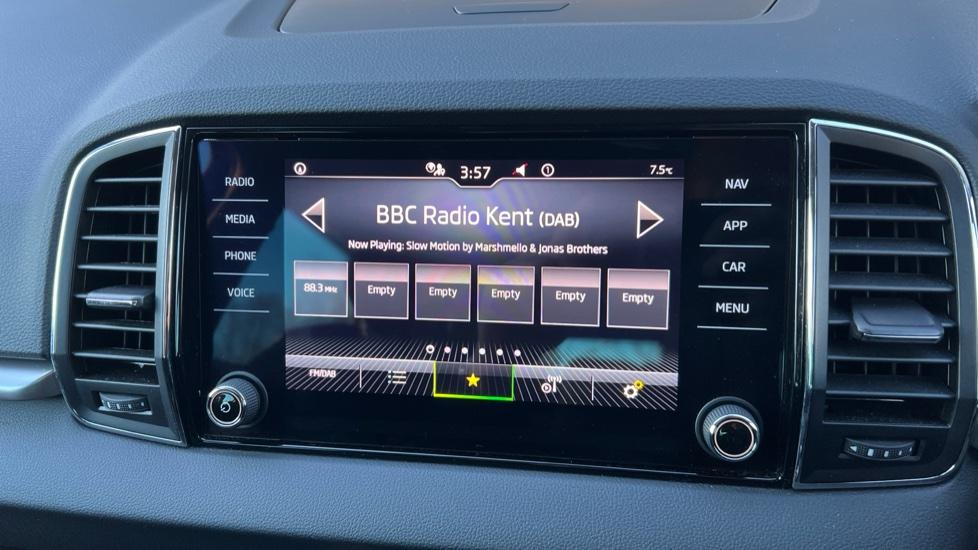 RADIO
MEDIA
PHONE
VOICE
3:57
1
7.5°C
BBC Radio Kent (DAB)
Now Playing: Slow Motion by Marshmello & Jonas Brothers
88.3 MHz
Empty
Empty
Empty
Empty
Empty
FM/DAB
NAV
APP
CAR
MENU